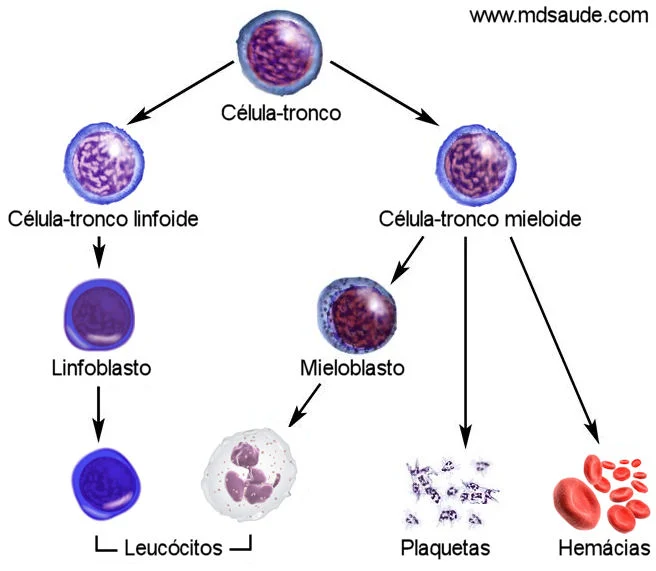 www.mdsaude.com
Célula-tronco
Célula-tronco linfoide
Célula-tronco mieloide
Linfoblasto
Mieloblasto
Leucócitos
Plaquetas
Hemácias